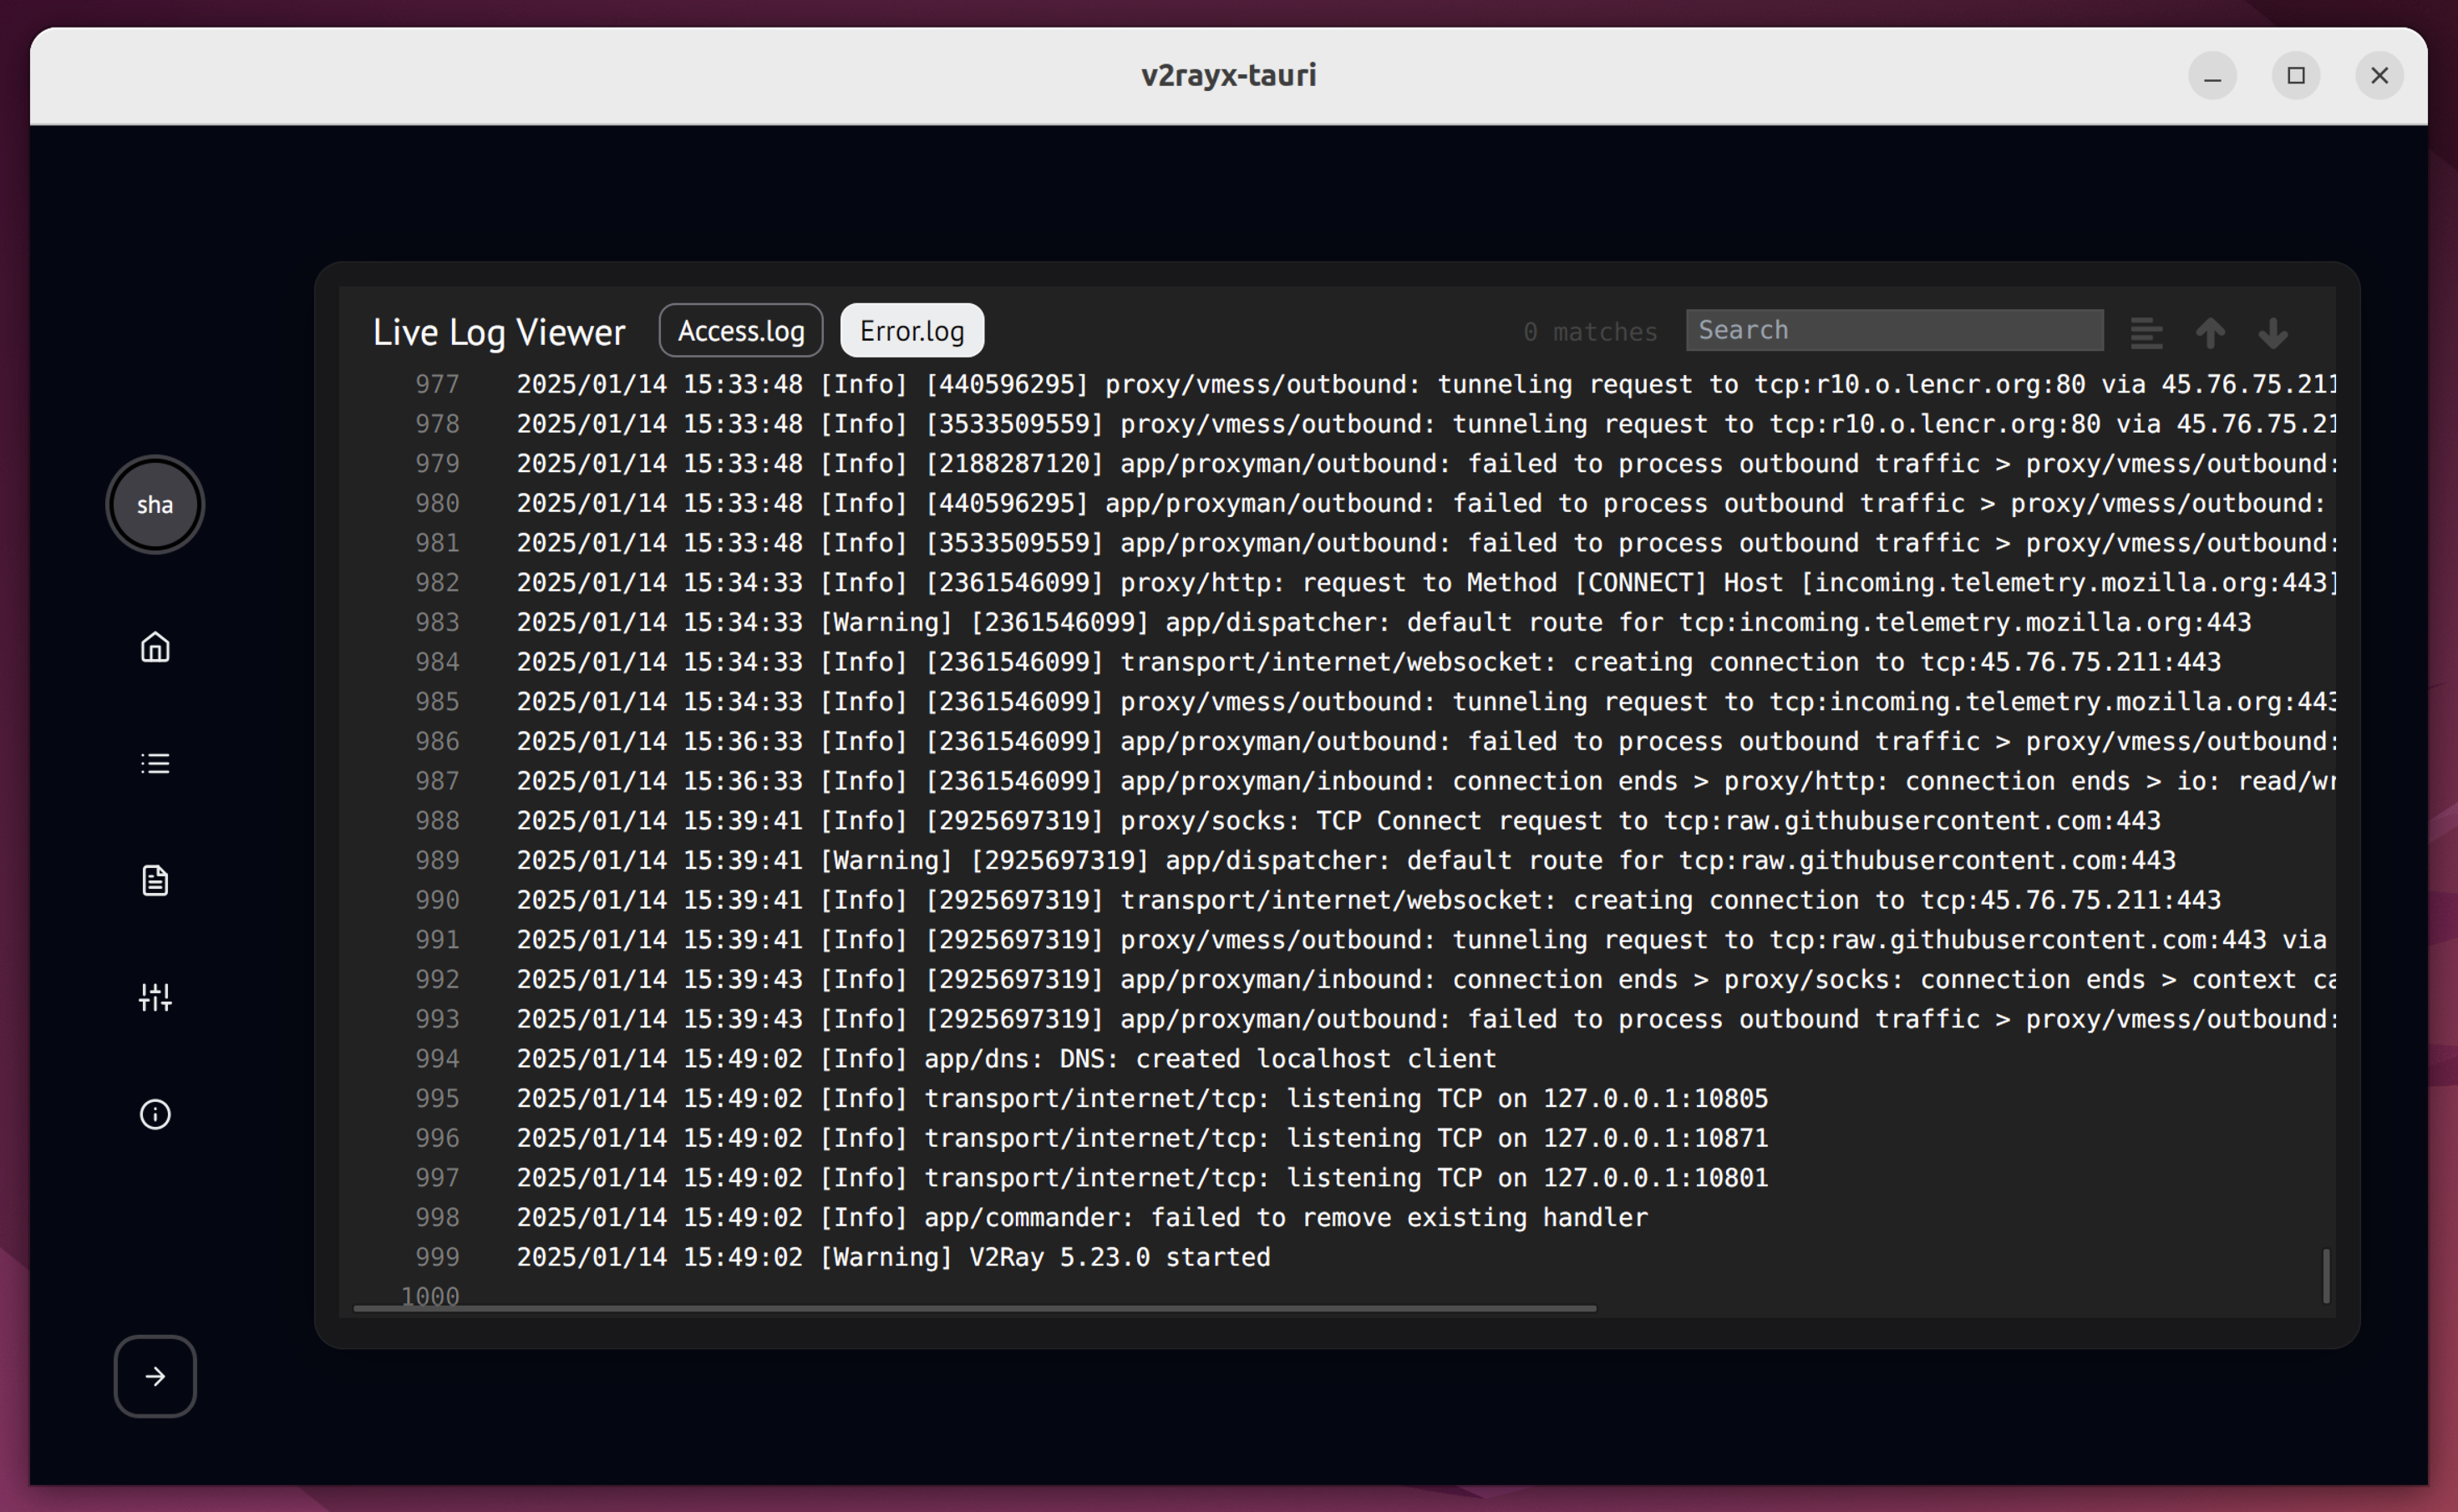 v2rayx-tauri
Live Log Viewer Access.log Error.log 0 matches Search
977 2025/01/14 15:33:48 [Info] [440596295] proxy/vmess/outbound: tunneling request to tcp:r10.o.lencr.org:80 via 45.76.75.211
978 2025/01/14 15:33:48 [Info] [3533509559] proxy/vmess/outbound: tunneling request to tcp:r10.o.lencr.org:80 via 45.76.75.21
979 2025/01/14 15:33:48 [Info] [2188287120] app/proxyman/outbound: failed to process outbound traffic > proxy/vmess/outbound:
980 2025/01/14 15:33:48 [Info] [440596295] app/proxyman/outbound: failed to process outbound traffic > proxy/vmess/outbound:
981 2025/01/14 15:33:48 [Info] [3533509559] app/proxyman/outbound: failed to process outbound traffic > proxy/vmess/outbound:
982 2025/01/14 15:34:33 [Info] [2361546099] proxy/http: request to Method [CONNECT] Host [incoming.telemetry.mozilla.org:443]
983 2025/01/14 15:34:33 [Warning] [2361546099] app/dispatcher: default route for tcp:incoming.telemetry.mozilla.org:443
984 2025/01/14 15:34:33 [Info] [2361546099] transport/internet/websocket: creating connection to tcp:45.76.75.211:443
985 2025/01/14 15:34:33 [Info] [2361546099] proxy/vmess/outbound: tunneling request to tcp:incoming.telemetry.mozilla.org:443
986 2025/01/14 15:36:33 [Info] [2361546099] app/proxyman/outbound: failed to process outbound traffic > proxy/vmess/outbound:
987 2025/01/14 15:36:33 [Info] [2361546099] app/proxyman/inbound: connection ends > proxy/http: connection ends > io: read/wr
988 2025/01/14 15:39:41 [Info] [2925697319] proxy/socks: TCP Connect request to tcp:raw.githubusercontent.com:443
989 2025/01/14 15:39:41 [Warning] [2925697319] app/dispatcher: default route for tcp:raw.githubusercontent.com:443
990 2025/01/14 15:39:41 [Info] [2925697319] transport/internet/websocket: creating connection to tcp:45.76.75.211:443
991 2025/01/14 15:39:41 [Info] [2925697319] proxy/vmess/outbound: tunneling request to tcp:raw.githubusercontent.com:443 via
992 2025/01/14 15:39:43 [Info] [2925697319] app/proxyman/inbound: connection ends > proxy/socks: connection ends > context ca
993 2025/01/14 15:39:43 [Info] [2925697319] app/proxyman/outbound: failed to process outbound traffic > proxy/vmess/outbound:
994 2025/01/14 15:49:02 [Info] app/dns: DNS: created localhost client
995 2025/01/14 15:49:02 [Info] transport/internet/tcp: listening TCP on 127.0.0.1:10805
996 2025/01/14 15:49:02 [Info] transport/internet/tcp: listening TCP on 127.0.0.1:10871
997 2025/01/14 15:49:02 [Info] transport/internet/tcp: listening TCP on 127.0.0.1:10801
998 2025/01/14 15:49:02 [Info] app/commander: failed to remove existing handler
999 2025/01/14 15:49:02 [Warning] V2Ray 5.23.0 started
1000
sha